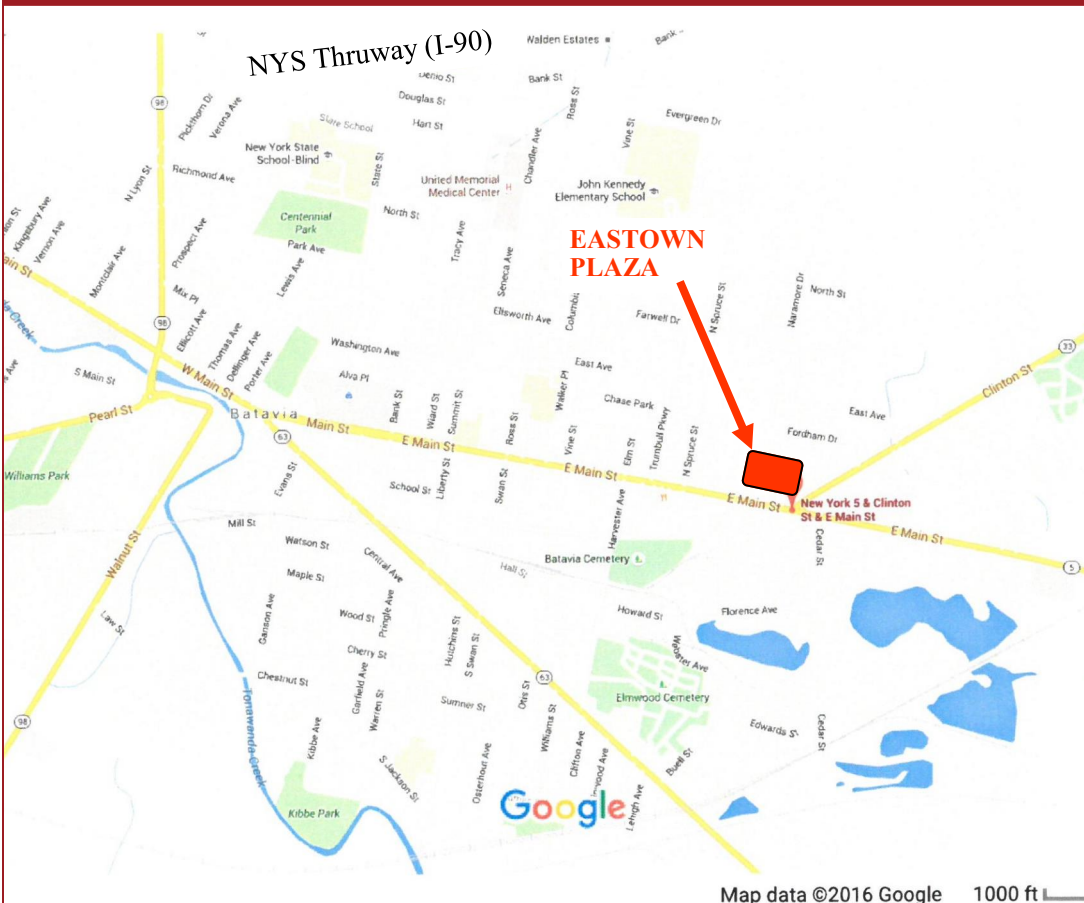 NYS Thruway (I-90)
Walden Estates
Bank
98
Denio St
Bank St
Douglas St
Pickthorn Dr
Verona Ave
State School
Hart St
Ross St
Evergreen Dr
Vine St
New York State
School-Blind
Chandler Ave
N Lyon St
Richmond Ave
State St
United Memorial
Medical Center
H
John Kennedy
Elementary School
Kingsbury Ave
Vernon Ave
Centennial
Park
North St
Tracy Ave
Park Ave
Prospect Ave
EASTOWN
PLAZA
Montclair Ave
Lewis Ave
Seneca Ave
Mix Pl
Naramore Dr
North St
N Spruce St
Ellsworth Ave
Farwell Dr
98
Ellicott Ave
Thomas Ave
Dellinger Ave
Porter Ave
Washington Ave
33
S Main St
W Main St
Alva Pl
East Ave
Walker Pl
Clinton St
Pearl St
Batavia
Main St
Bank St
Wiard St
Summit St
Chase Park
East Ave
Ross St
Vine St
Elm St
Trumbull Pkwy
N Spruce St
Fordham Dr
63
E Main St
Williams Park
Evans St
School St
Liberty St
Swan St
E Main St
E Main St
New York 5 & Clinton
St & E Main St
E Main St
Mill St
Harvester Ave
Cedar St
Walnut St
Watson St
Central Ave
Batavia Cemetery
Hall St
5
Maple St
Ganson Ave
Wood St
Pringle Ave
Howard St
Florence Ave
Law St
Hutchins St
S Swan St
Cherry St
Chestnut St
Garfield Ave
Warren St
63
Otis St
Elmwood Cemetery
Sumner St
98
Tonawanda Creek
Kibbe Ave
Williams St
Edwards S
Cedar St
S Jackson St
Osterhout Ave
Clifton Ave
Buell St
Lehigh Ave
Kibbe Park
Google
Map data ©2016 Google 1000 ft